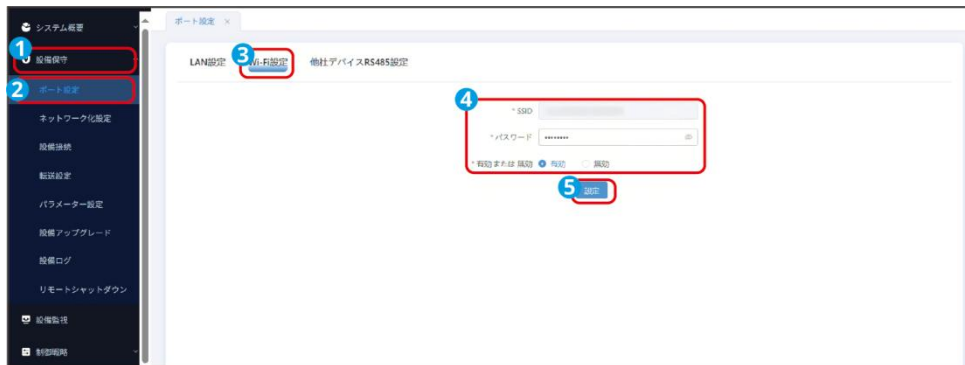 システム概要
ポート設定 ×
1
設備保守
LAN設定
3
Wi-Fi設定
他社デバイスRS485設定
2
ポート設定
4
* SSID
ネットワーク化設定
* パスワード ••••••••
設備接続
* 有効 または 無効 有効 無効
転送設定
5
設定
パラメーター設定
設備アップグレード
設備ログ
リモートシャットダウン
設備監視
制御戦略